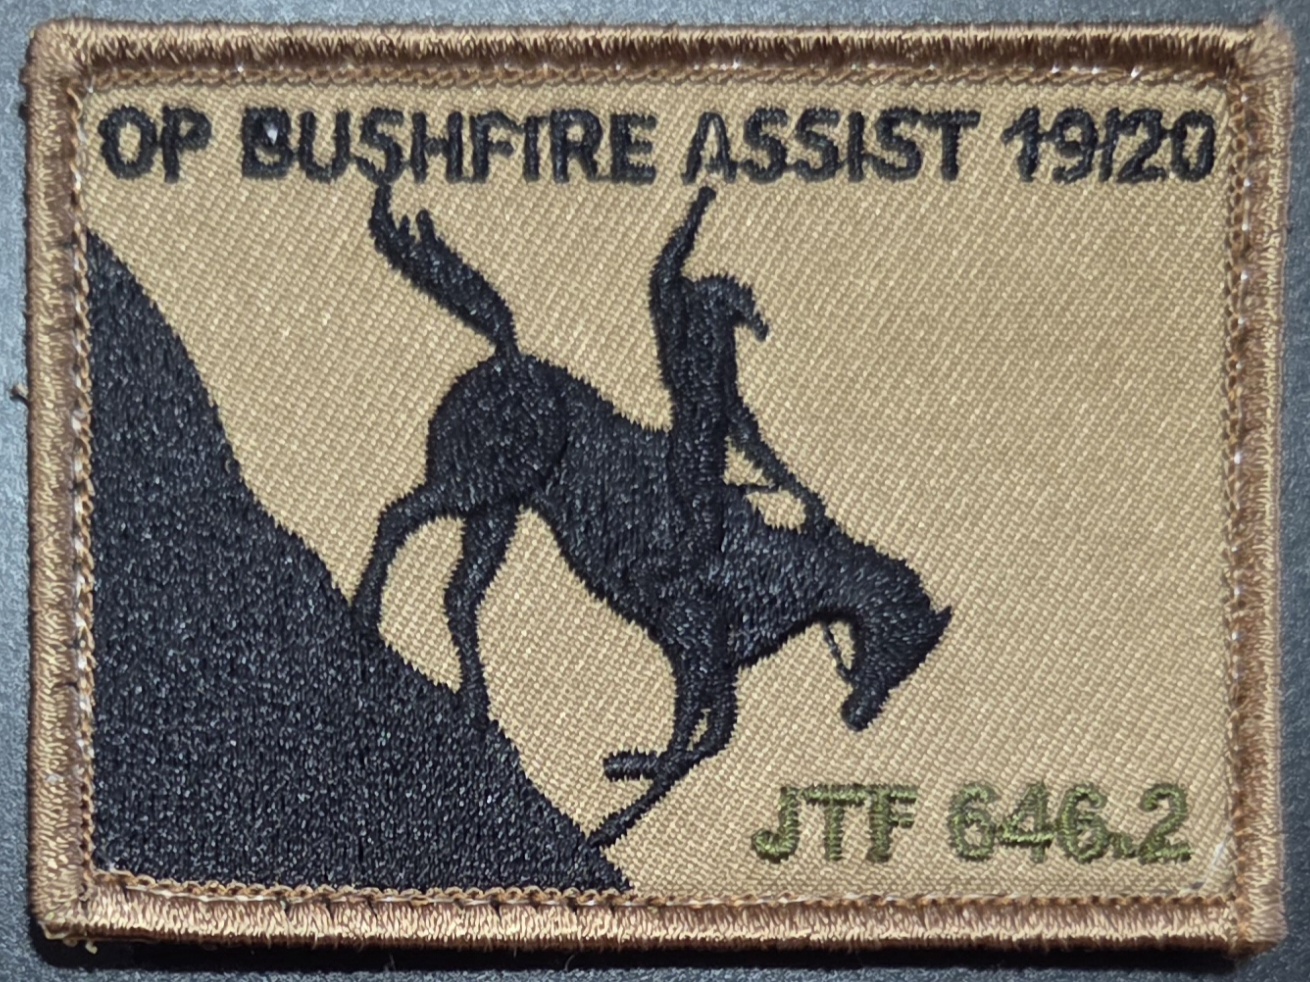 OP BUSHFIRE ASSIST 19/20
JTF 646.2